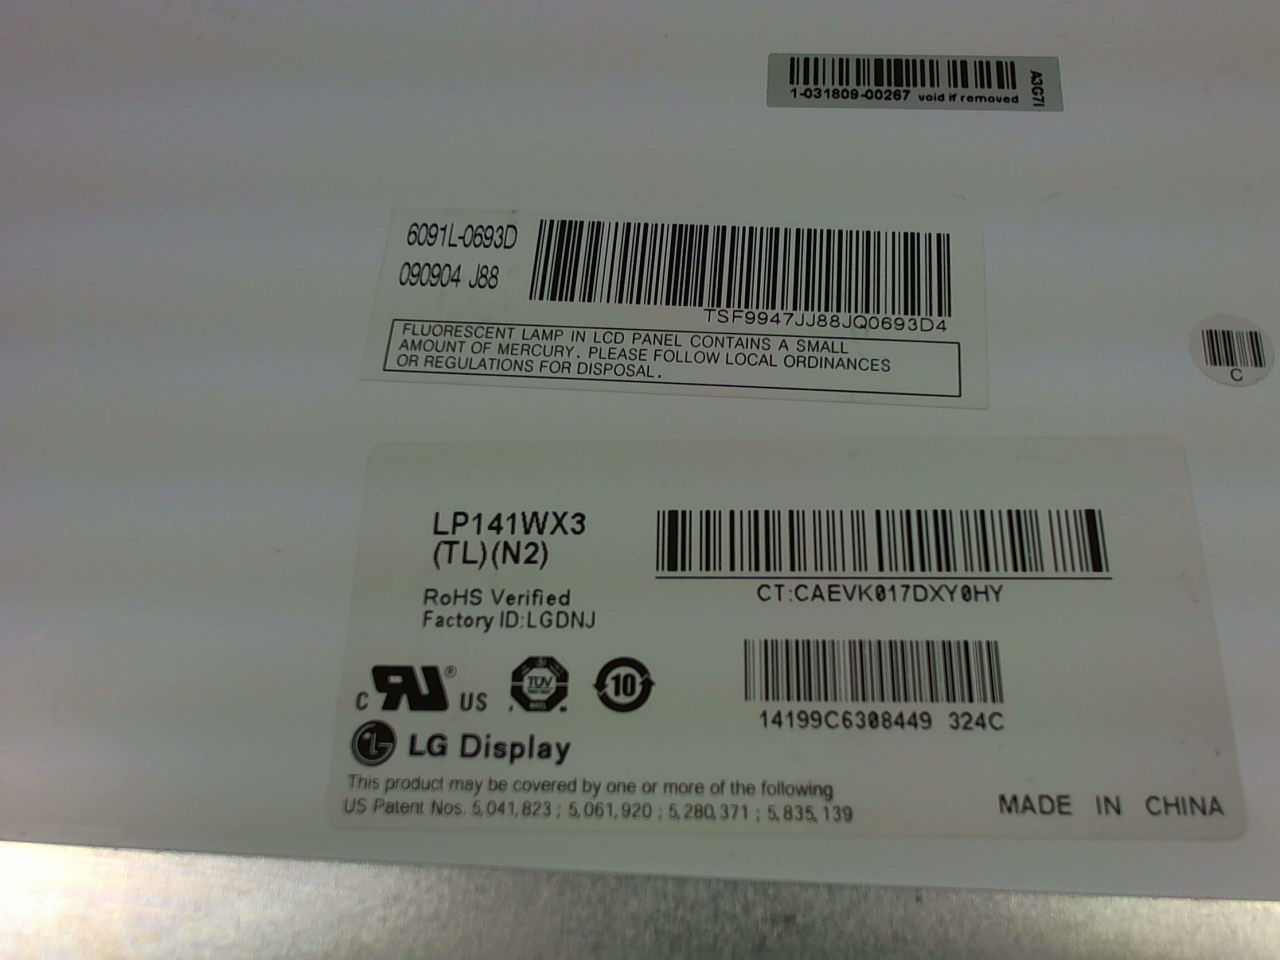 1-031809-00267 void if removed
A3G7I
6091L-0693D
090904 J88
TSF9947JJ88JQ0693D4
FLUORESCENT LAMP IN LCD PANEL CONTAINS A SMALL
AMOUNT OF MERCURY. PLEASE FOLLOW LOCAL ORDINANCES
OR REGULATIONS FOR DISPOSAL.
C
LP141WX3
(TL)(N2)
RoHS Verified
Factory ID:LGDNJ
CT:CAEVK017DXY0HY
14199C6308449 324C
C RU® US
TÜV
10
LG Display
This product may be covered by one or more of the following
US Patent Nos. 5,041,823 ; 5,061,920 ; 5,280,371 ; 5,835,139
MADE IN CHINA